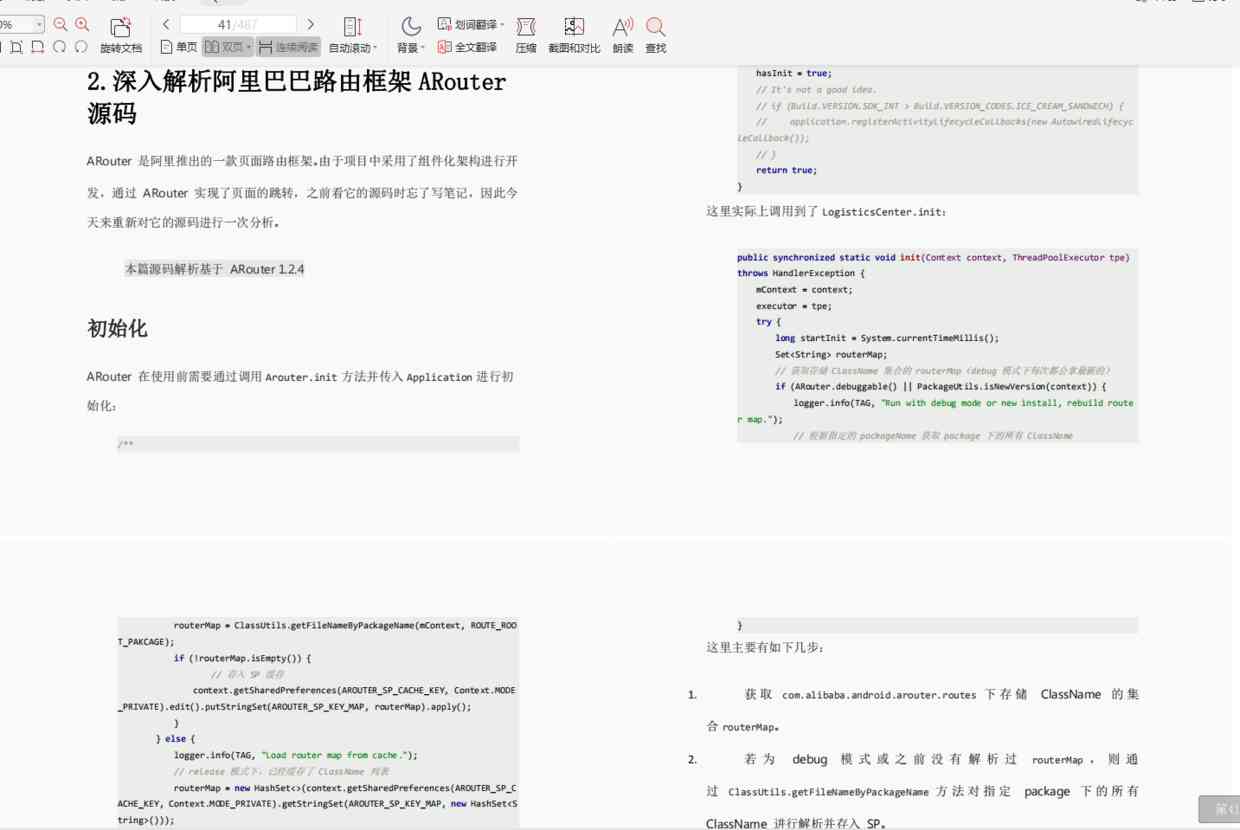 0%
41/487
旋转文档
单页
双页
连续阅读
自动滚动
背景
划词翻译
全文翻译
压缩
截图和对比
朗读
查找
2.深入解析阿里巴巴路由框架 ARouter
源码
ARouter 是阿里推出的一款页面路由框架。由于项目中采用了组件化架构进行开
发，通过 ARouter 实现了页面的跳转，之前看它的源码时忘了写笔记，因此今
天来重新对它的源码进行一次分析。
本篇源码解析基于 ARouter 1.2.4
初始化
ARouter 在使用前需要通过调用 Arouter.init 方法并传入 Application 进行初
始化：
/**
hasInit = true;
// It's not a good idea.
// if (Build.VERSION.SDK_INT > Build.VERSION_CODES.ICE_CREAM_SANDWICH) {
//     application.registerActivityLifecycleCallbacks(new AutowiredLifecyc
leCallback());
// }
return true;
}
这里实际上调用到了 LogisticsCenter.init：
public synchronized static void init(Context context, ThreadPoolExecutor tpe)
throws HandlerException {
mContext = context;
executor = tpe;
try {
long startInit = System.currentTimeMillis();
Set<String> routerMap;
// 获取存储 ClassName 集合的 routerMap（debug 模式下每次都会拿最新的）
if (ARouter.debuggable() || PackageUtils.isNewVersion(context)) {
logger.info(TAG, "Run with debug mode or new install, rebuild route
r map.");
// 根据指定的 packageName 获取 package 下的所有 ClassName
routerMap = ClassUtils.getFileNameByPackageName(mContext, ROUTE_ROO
T_PAKCAGE);
if (!routerMap.isEmpty()) {
// 存入 SP 缓存
context.getSharedPreferences(AROUTER_SP_CACHE_KEY, Context.MODE
_PRIVATE).edit().putStringSet(AROUTER_SP_KEY_MAP, routerMap).apply();
}
} else {
logger.info(TAG, "Load router map from cache.");
// release 模式下，已经缓存了 ClassName 列表
routerMap = new HashSet<>(context.getSharedPreferences(AROUTER_SP_C
ACHE_KEY, Context.MODE_PRIVATE).getStringSet(AROUTER_SP_KEY_MAP, new HashSet<S
tring>()));
}
这里主要有如下几步：
1. 获取 com.alibaba.android.arouter.routes 下存储 ClassName 的集
合 routerMap。
2. 若为 debug 模式或之前没有解析过 routerMap，则通
过 ClassUtils.getFileNameByPackageName 方法对指定 package 下的所有
ClassName 进行解析并存入 SP。
第41